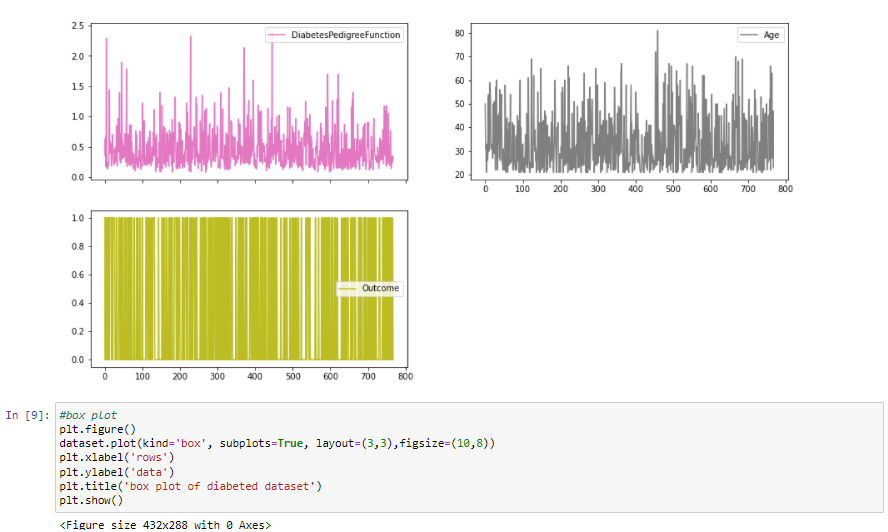 2.5
2.0
1.5
1.0
0.5
0.0
DiabetesPedigreeFunction
80
70
60
50
40
30
20
Age
0 100 200 300 400 500 600 700 800
1.0
0.8
0.6
0.4
0.2
0.0
Outcome
0 100 200 300 400 500 600 700 800
In [9]: #box plot
plt.figure()
dataset.plot(kind='box', subplots=True, layout=(3,3),figsize=(10,8))
plt.xlabel('rows')
plt.ylabel('data')
plt.title('box plot of diabeted dataset')
plt.show()
<Figure size 432x288 with 0 Axes>